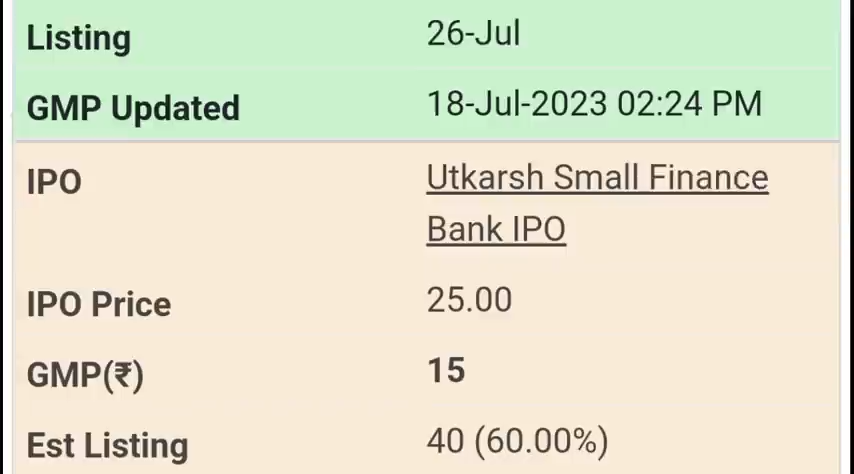 Listing 26-Jul
GMP Updated 18-Jul-2023 02:24 PM
IPO Utkarsh Small Finance
Bank IPO
IPO Price 25.00
GMP(₹) 15
Est Listing 40 (60.00%)